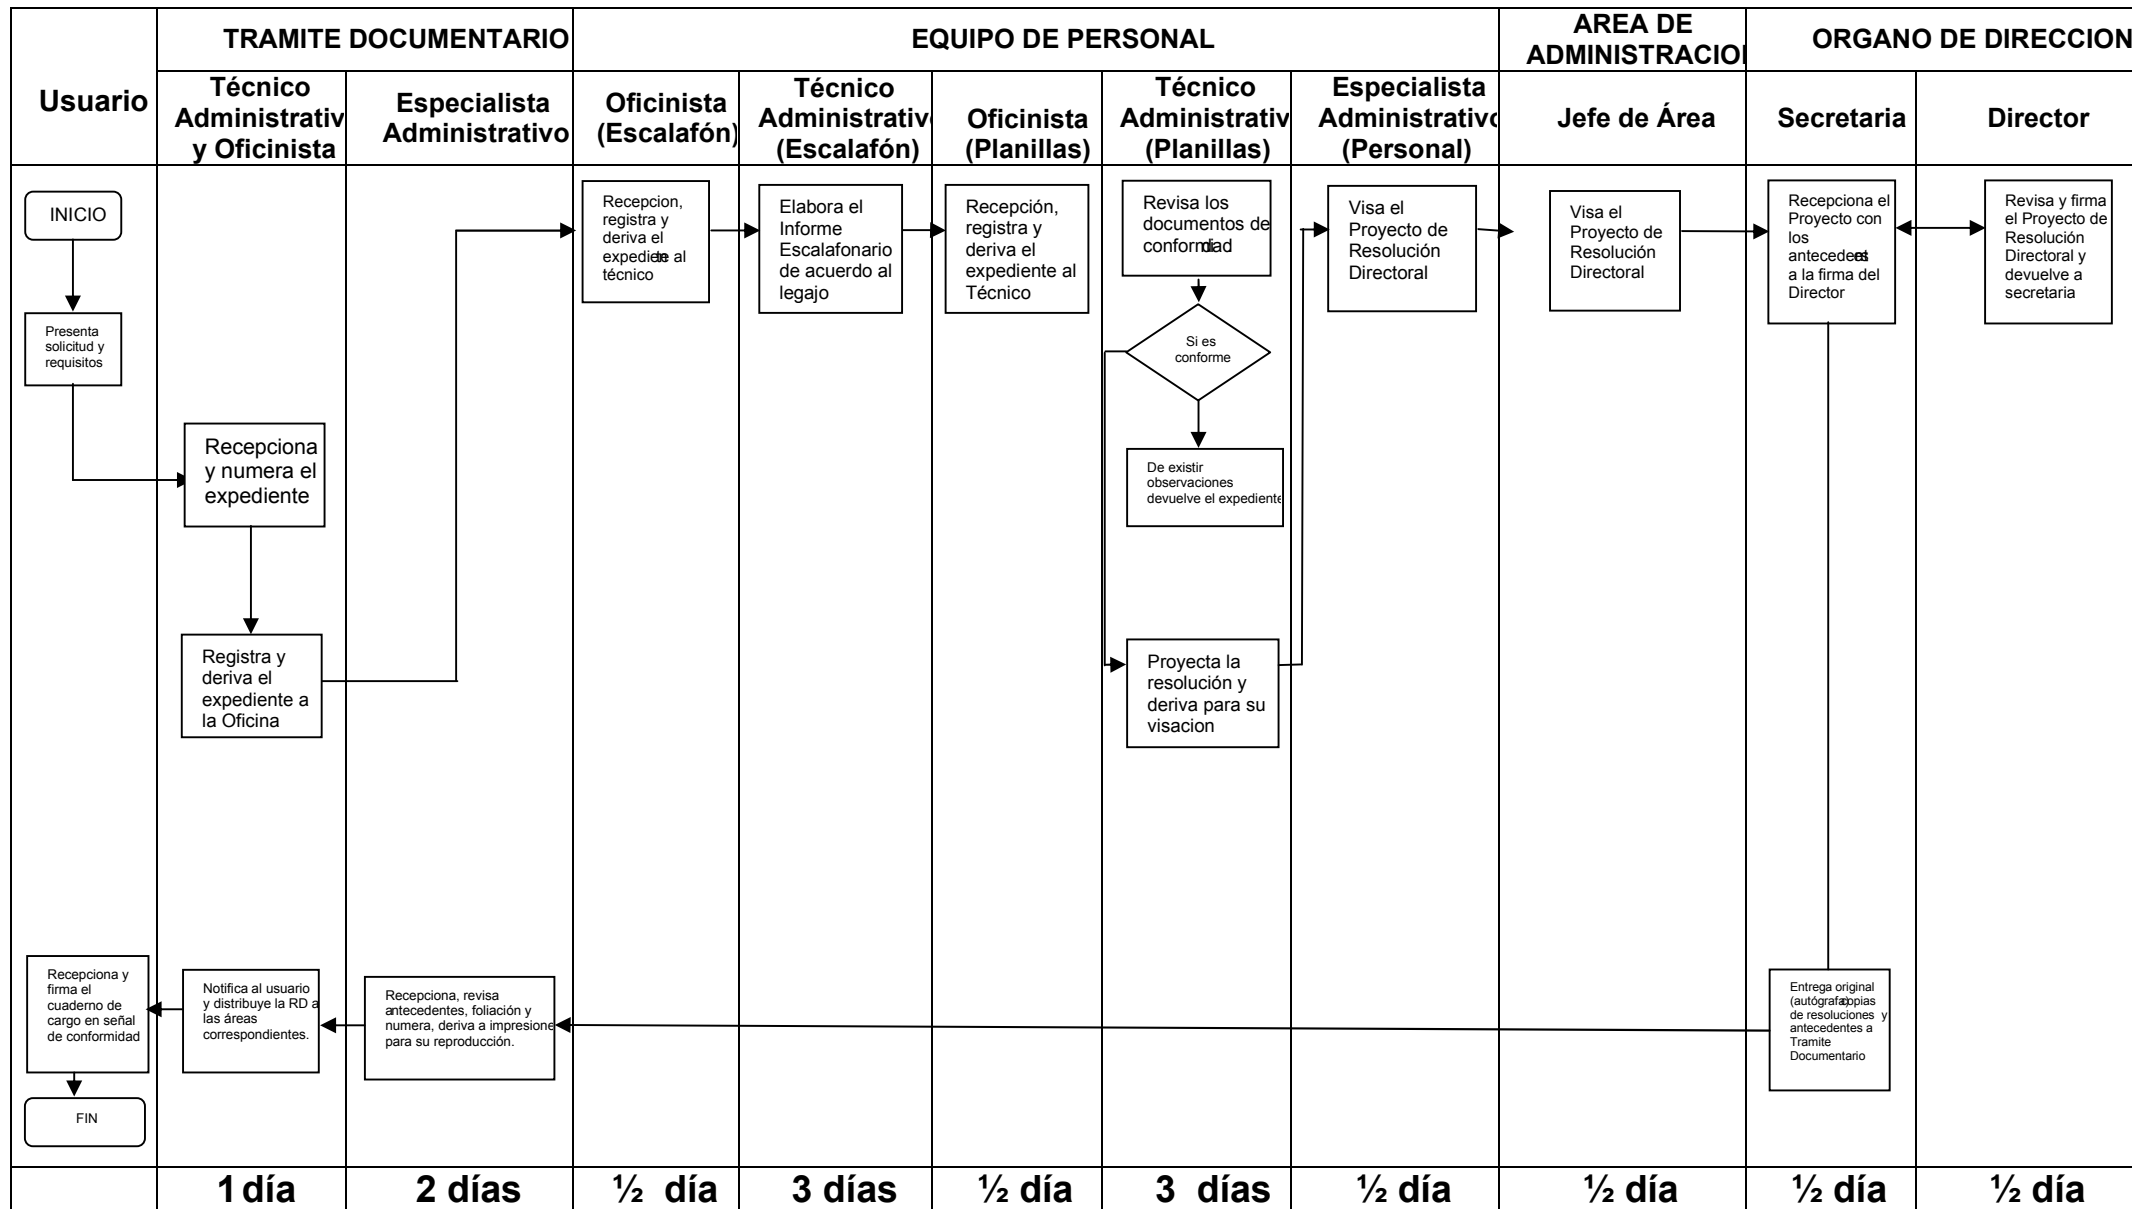 TRAMITE DOCUMENTARIO
EQUIPO DE PERSONAL
AREA DE
ADMINISTRACIO
ORGANO DE DIRECCION
Usuario
Técnico
Administrativ
y Oficinista
Especialista
Administrativo
Oficinista
(Escalafón)
Técnico
Administrativ
(Escalafón)
Oficinista
(Planillas)
Técnico
Administrativ
(Planillas)
Especialista
Administrativo
(Personal)
Jefe de Área
Secretaria
Director
INICIO
Presenta
solicitud y
requisitos
Recepciona
y numera el
expediente
Registra y
deriva el
expediente a
la Oficina
Recepcion,
registra y
deriva el
expediente al
técnico
Elabora el
Informe
Escalafonario
de acuerdo al
legajo
Recepción,
registra y
deriva el
expediente al
Técnico
Revisa los
documentos de
conformidad
Si es
conforme
De existir
observaciones
devuelve el expediente
Proyecta la
resolución y
deriva para su
visacion
Visa el
Proyecto de
Resolución
Directoral
Visa el
Proyecto de
Resolución
Directoral
Recepciona el
Proyecto con
los
a la firma del
Director
Revisa y firma
el Proyecto de
Resolución
Directoral y
devuelve a
secretaria
Recepciona y
firma el
cuaderno de
cargo en señal
de conformidad
FIN
Notifica al usuario
y distribuye la RD a
las áreas
correspondientes.
Recepciona, revisa
antecedentes, foliación y
numera, deriva a impresione
para su reproducción.
Entrega original
(autógrafa) copias
de resoluciones y
antecedentes a
Tramite
Documentario
1 día
2 días
½ día
3 días
½ día
3 días
½ día
½ día
½ día
½ día